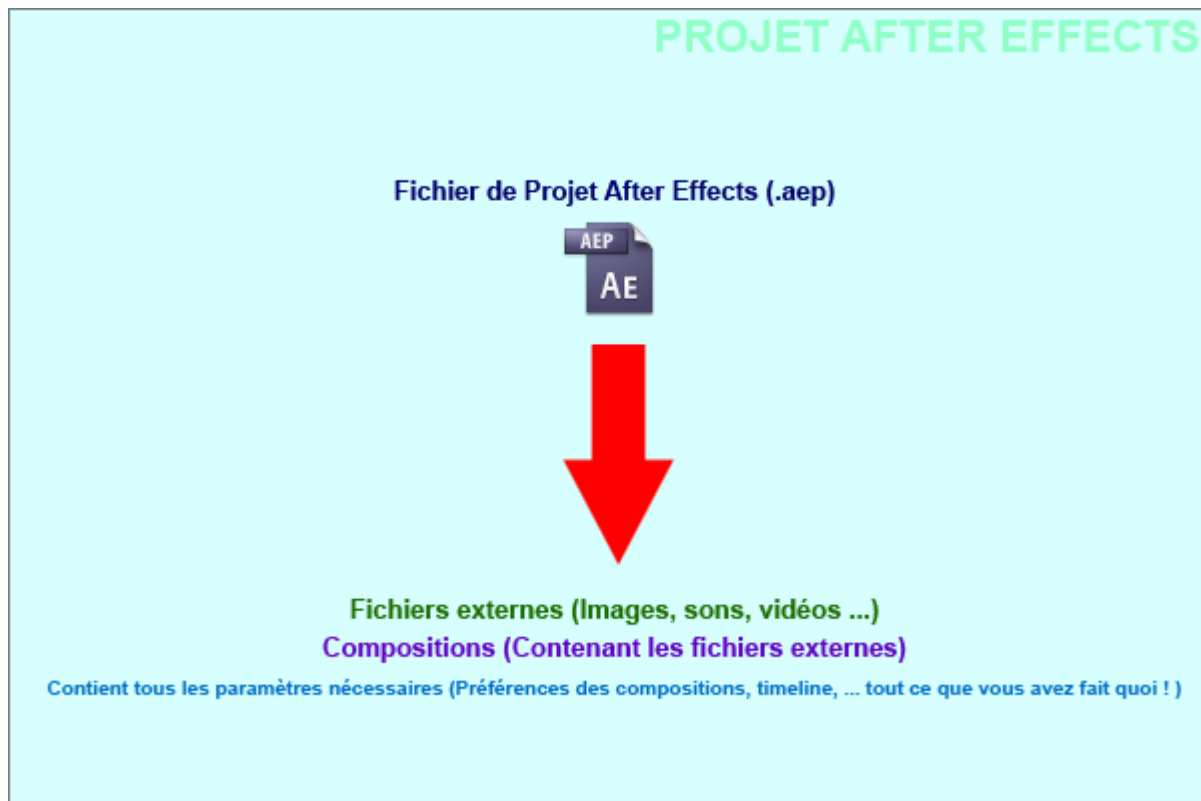 PROJET AFTER EFFECTS
Fichier de Projet After Effects (.aep)
AEP
AE
Fichiers externes (Images, sons, vidéos ...)
Compositions (Contenant les fichiers externes)
Contient tous les paramètres nécessaires (Préférences des compositions, timeline, ... tout ce que vous avez fait quoi ! )